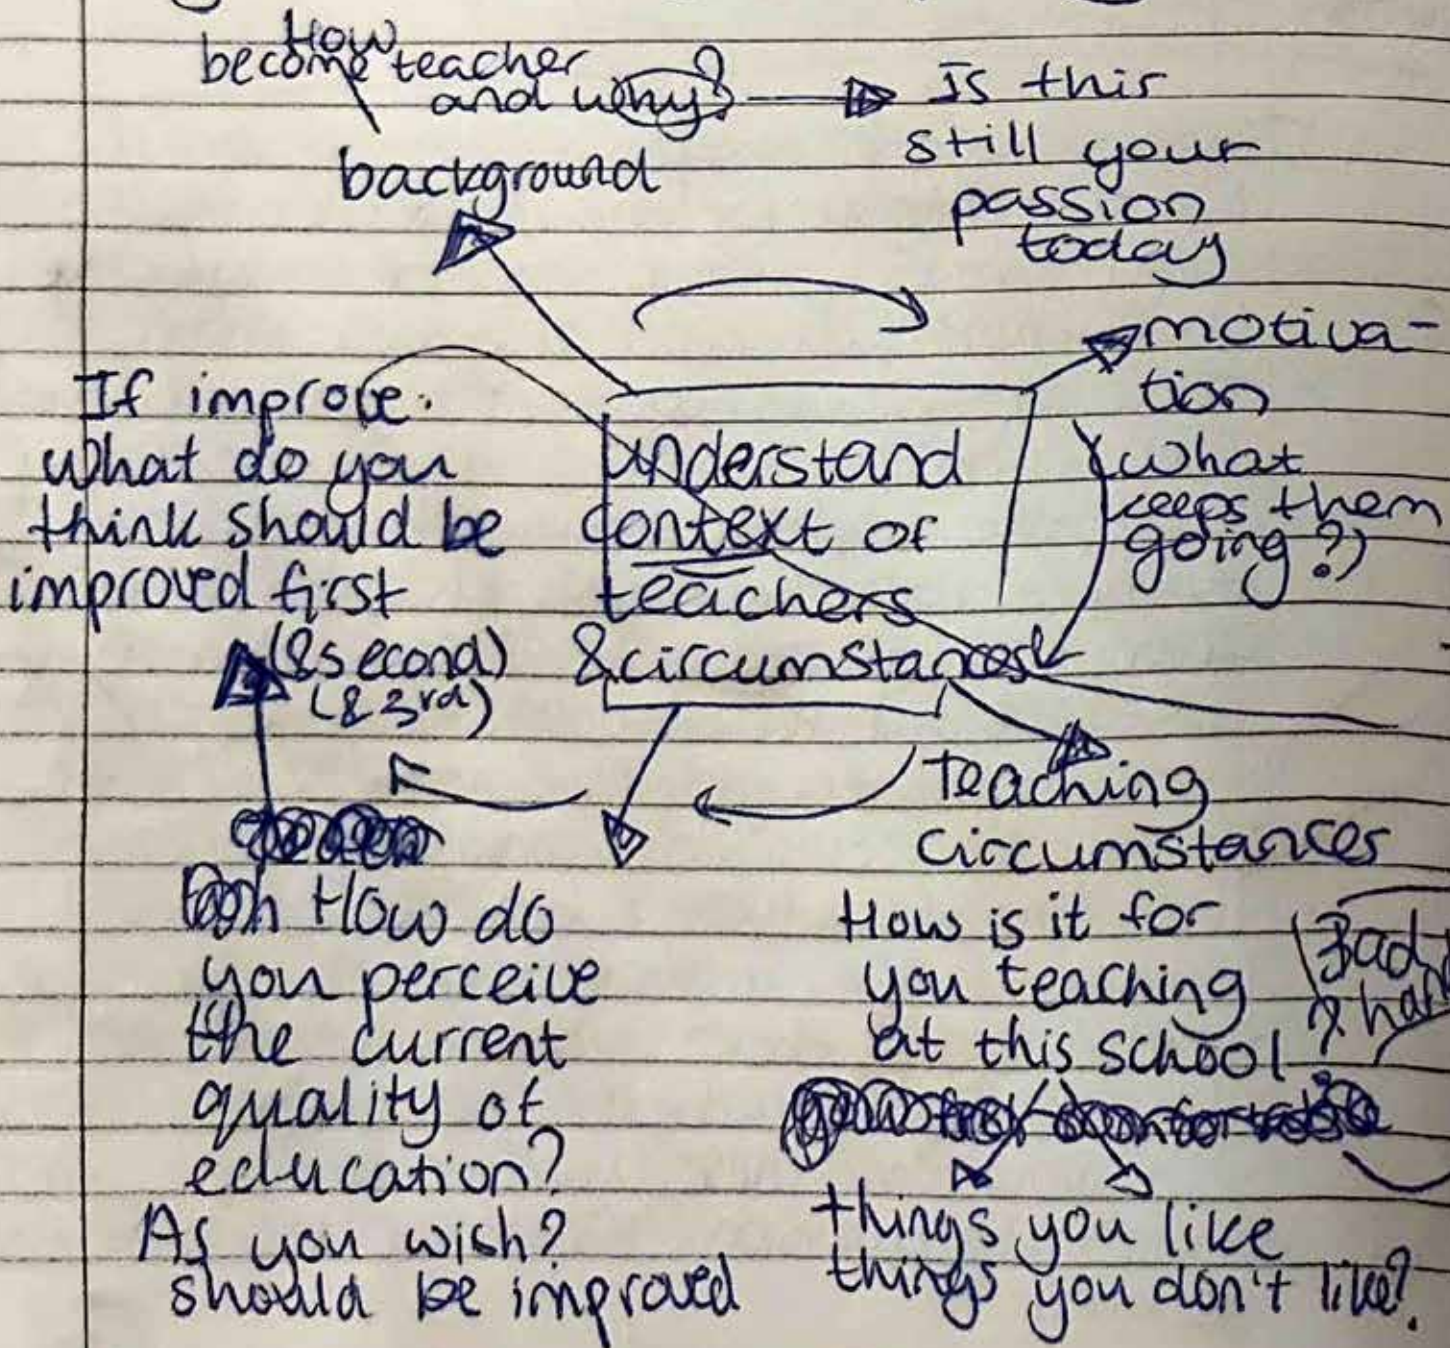 How
become teacher
and why?
Is this
still your
passion
today
background
motiva-
tion
(what
keeps them
going?)
understand
context of
teachers
& circumstances
If improve.
what do you
think should be
improved first
(& second)
(& 3rd)
Teaching
circumstances
How is it for
you teaching
at this school
things you like
things you don't like?
Bad
How do
you perceive
the current
quality of
education?
As you wish?
should be improved